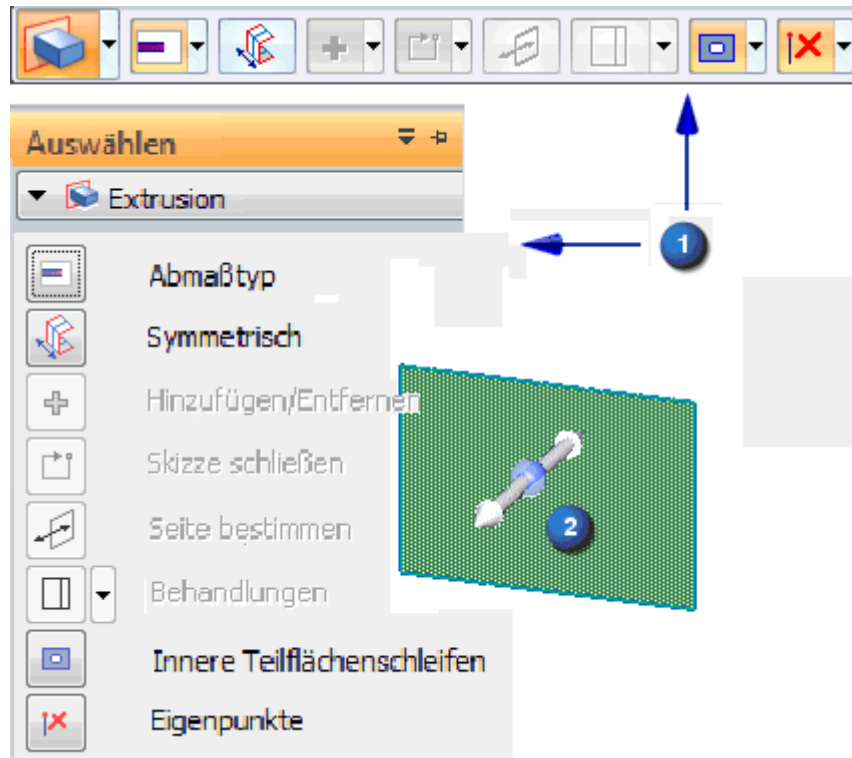 Auswählen
Extrusion
1
Abmaßtyp
Symmetrisch
Hinzufügen/Entfernen
Skizze schließen
Seite bestimmen
2
Behandlungen
Innere Teilflächenschleifen
Eigenpunkte